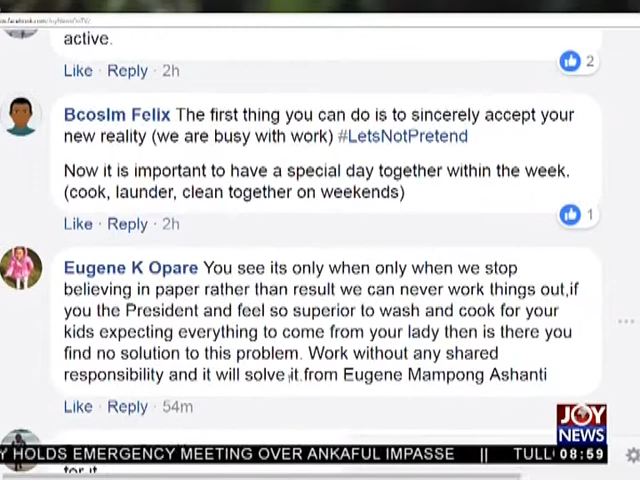 active.
2
Like · Reply · 2h
BcosIm Felix The first thing you can do is to sincerely accept your
new reality (we are busy with work) #LetsNotPretend
Now it is important to have a special day together within the week.
(cook, launder, clean together on weekends)
1
Like · Reply · 2h
Eugene K Opare You see its only when only when we stop
believing in paper rather than result we can never work things out,if
you the President and feel so superior to wash and cook for your
kids expecting everything to come from your lady then is there you
find no solution to this problem. Work without any shared
responsibility and it will solve it.from Eugene Mampong Ashanti
Like · Reply · 54m
JOY
NEWS
Y HOLDS EMERGENCY MEETING OVER ANKAFUL IMPASSE || TULL 08:59
for it